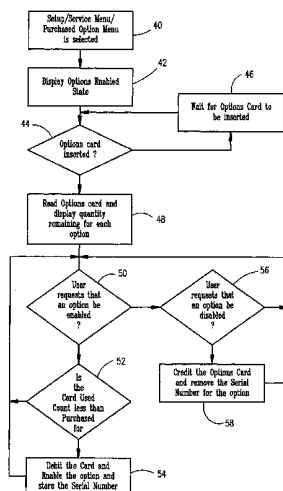 Setup/Service Menu/
Purchased Option Menu
is selected
40
42
Display Options Enabled
State
46
Wait for Options Card to
be inserted
44
Options card
inserted ?
Read Options card and
display quantity
remaining for each
option
48
50
User
requests that
an option be
enabled
?
56
User
requests that
an option be
disabled
?
52
Is
the
Card Used
Count less than
Purchased
for
Credit the Options Card
and remove the Serial
Number for the option
58
Debit the Card and
Enable the option and
store the Serial Number
54